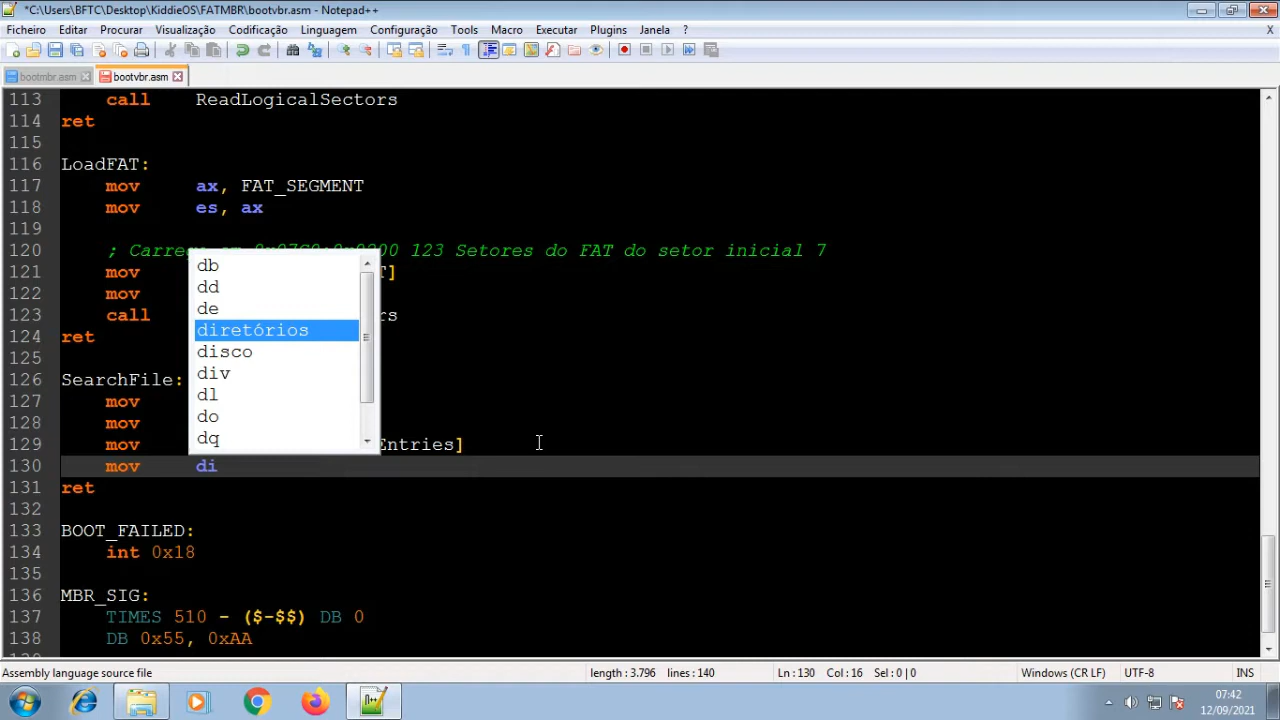 *C:\Users\BFTC\Desktop\KiddieOS\FATMBR\bootvbr.asm - Notepad++
Ficheiro Editar Procurar Visualização Codificação Linguagem Configuração Tools Macro Executar Plugins Janela ? X
bootmbr.asm bootvbr.asm
113 call ReadLogicalSectors
114 ret
115
116 LoadFAT:
117 mov ax, FAT_SEGMENT
118 mov es, ax
119
120 ; Carrega 00 123 Setores do FAT do setor inicial 7
121 mov T]
122 mov
123 call rs
124 ret
125
126 SearchFile:
127 mov
128 mov
129 mov Entries]
130 mov di
131 ret
132
133 BOOT_FAILED:
134 int 0x18
135
136 MBR_SIG:
137 TIMES 510 - ($-$$) DB 0
138 DB 0x55, 0xAA
db
dd
de
diretórios
disco
div
dl
do
dq
Assembly language source file length : 3.796 lines : 140 Ln : 130 Col : 16 Sel : 0 | 0 Windows (CR LF) UTF-8 INS
07:42
12/09/2021